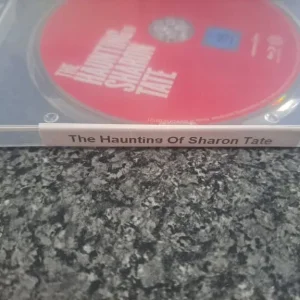 THE
HAUNTING OF
SHARON
TATE
The Haunting Of Sharon Tate